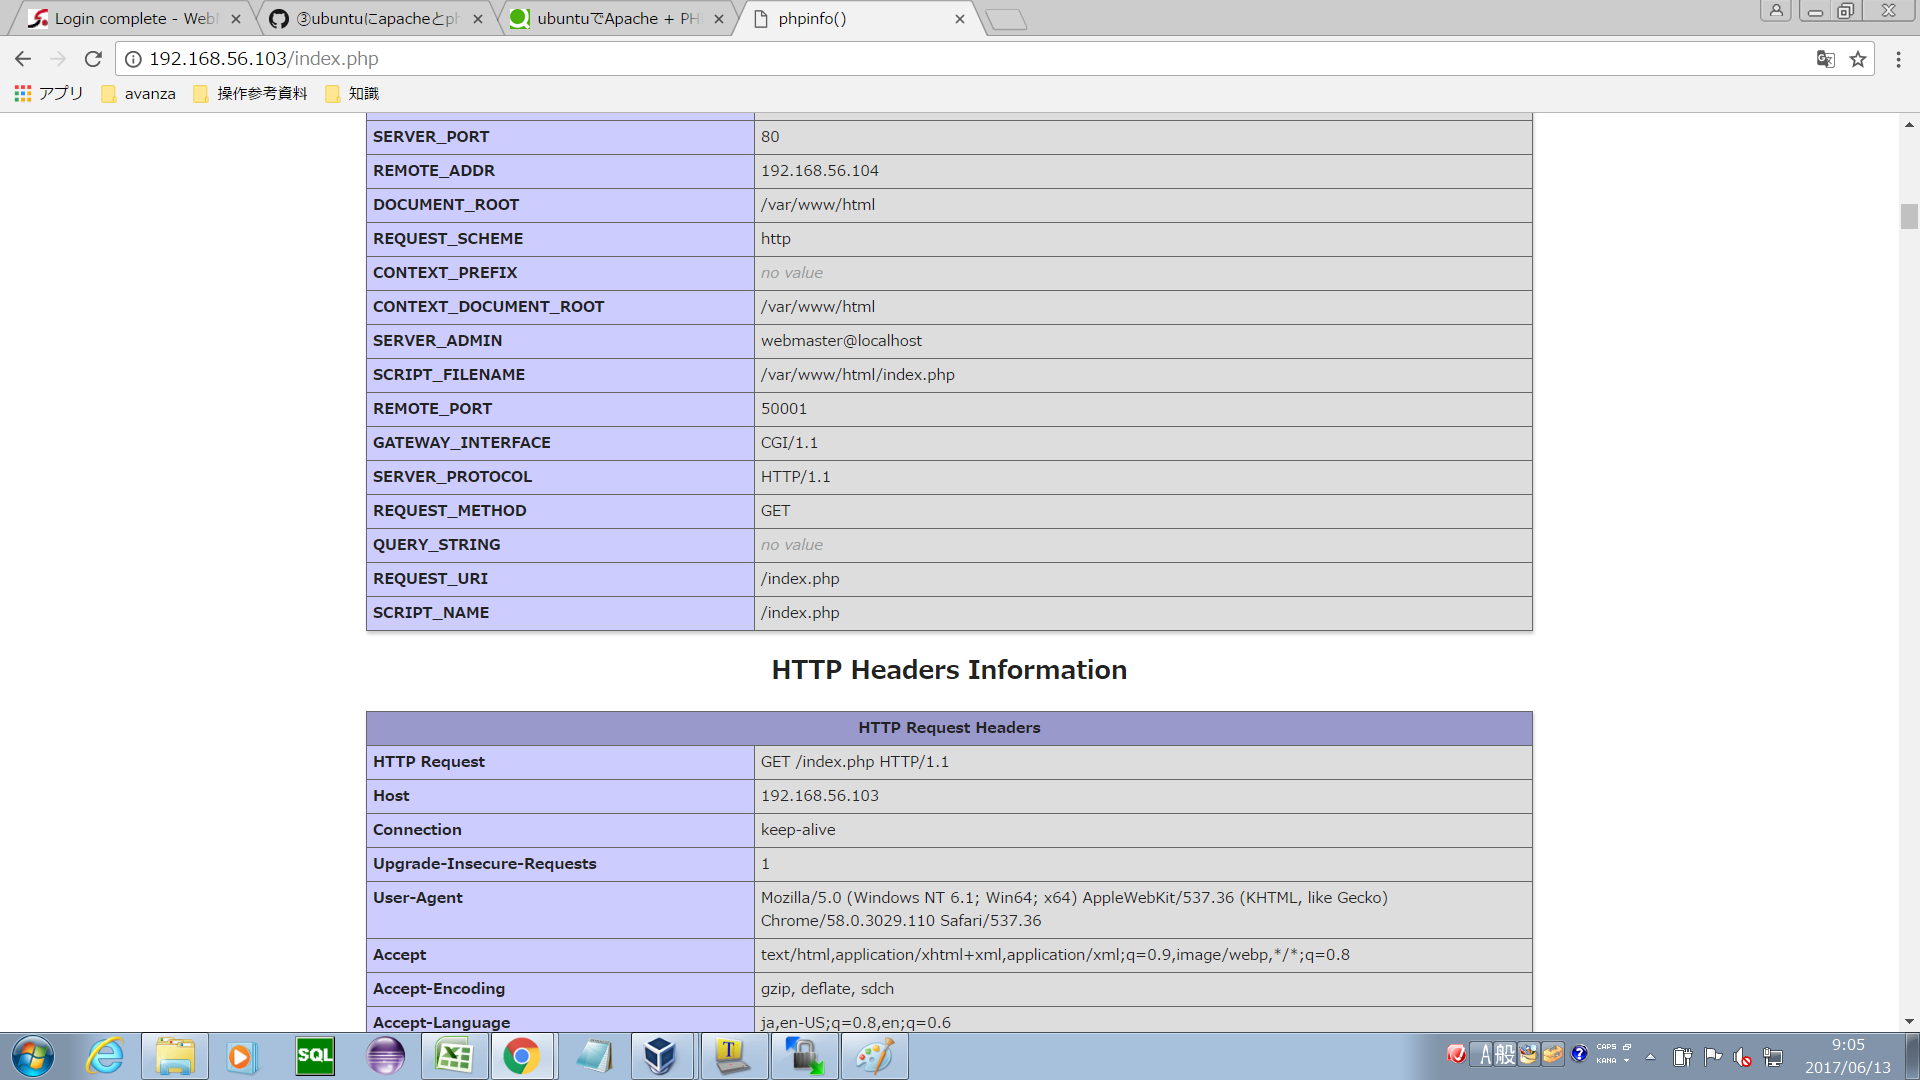 Login complete - Web
③ubuntuにapacheとph
ubuntuでApache + PH
phpinfo()
192.168.56.103/index.php
アプリ avanza 操作参考資料 知識
SERVER_PORT 80
REMOTE_ADDR 192.168.56.104
DOCUMENT_ROOT /var/www/html
REQUEST_SCHEME http
CONTEXT_PREFIX no value
CONTEXT_DOCUMENT_ROOT /var/www/html
SERVER_ADMIN webmaster@localhost
SCRIPT_FILENAME /var/www/html/index.php
REMOTE_PORT 50001
GATEWAY_INTERFACE CGI/1.1
SERVER_PROTOCOL HTTP/1.1
REQUEST_METHOD GET
QUERY_STRING no value
REQUEST_URI /index.php
SCRIPT_NAME /index.php
HTTP Headers Information
HTTP Request Headers
HTTP Request GET /index.php HTTP/1.1
Host 192.168.56.103
Connection keep-alive
Upgrade-Insecure-Requests 1
User-Agent Mozilla/5.0 (Windows NT 6.1; Win64; x64) AppleWebKit/537.36 (KHTML, like Gecko)
Chrome/58.0.3029.110 Safari/537.36
Accept text/html,application/xhtml+xml,application/xml;q=0.9,image/webp,*/*;q=0.8
Accept-Encoding gzip, deflate, sdch
Accept-Language ja,en-US;q=0.8,en;q=0.6
SQL
A般
CAPS
KANA
9:05
2017/06/13